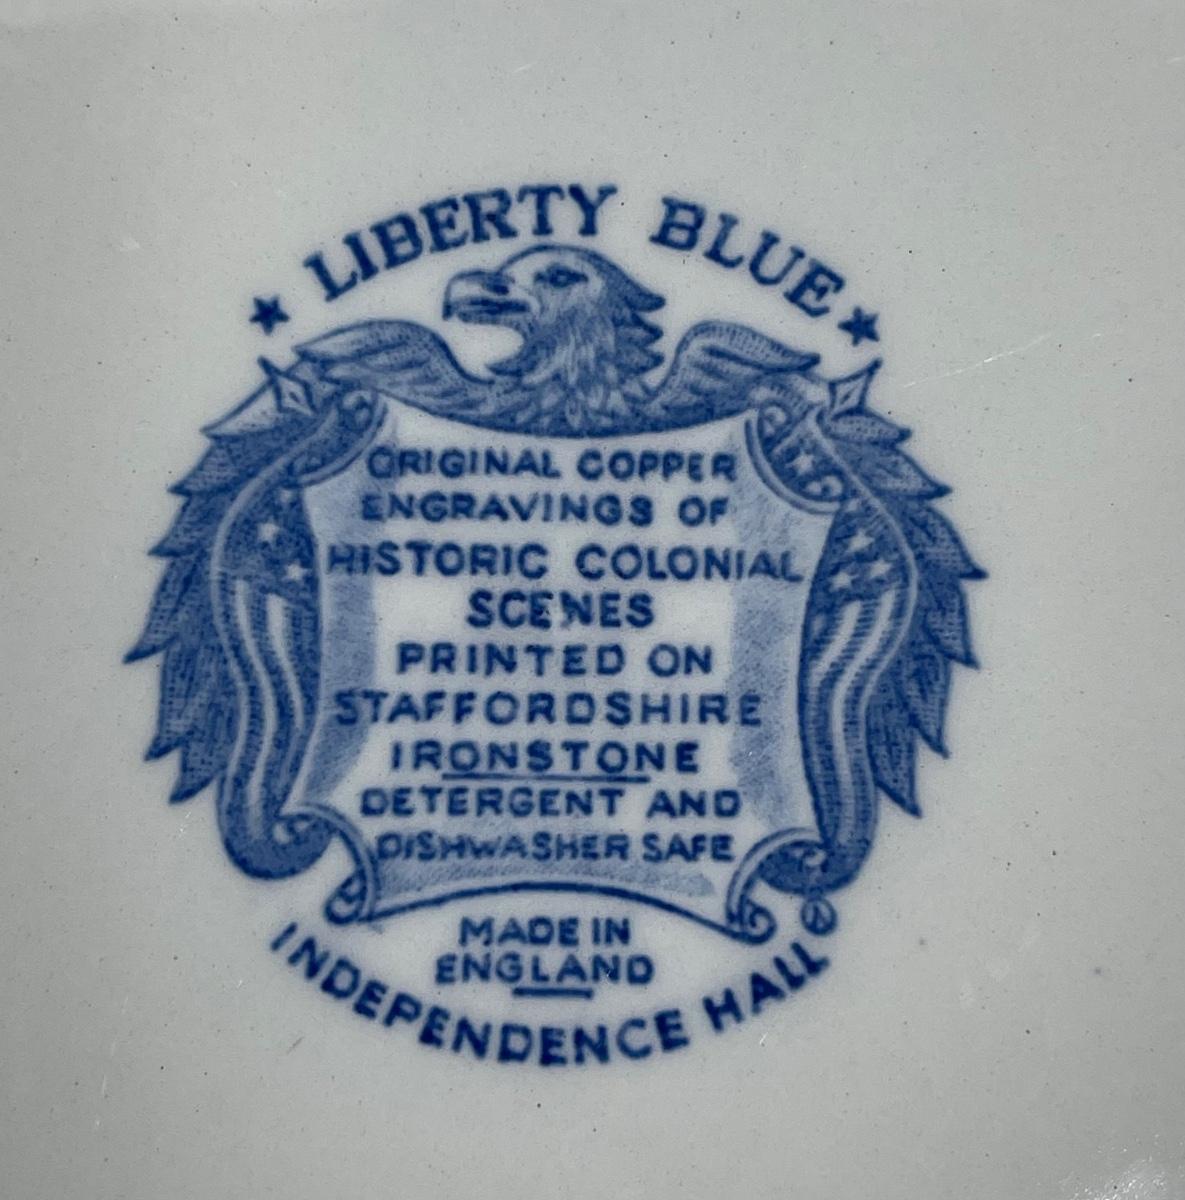 ★ LIBERTY BLUE ★
ORIGINAL COPPER
ENGRAVINGS OF
HISTORIC COLONIAL
SCENES
PRINTED ON
STAFFORDSHIRE
IRONSTONE
DETERGENT AND
DISHWASHER SAFE
MADE IN
ENGLAND
INDEPENDENCE HALL®